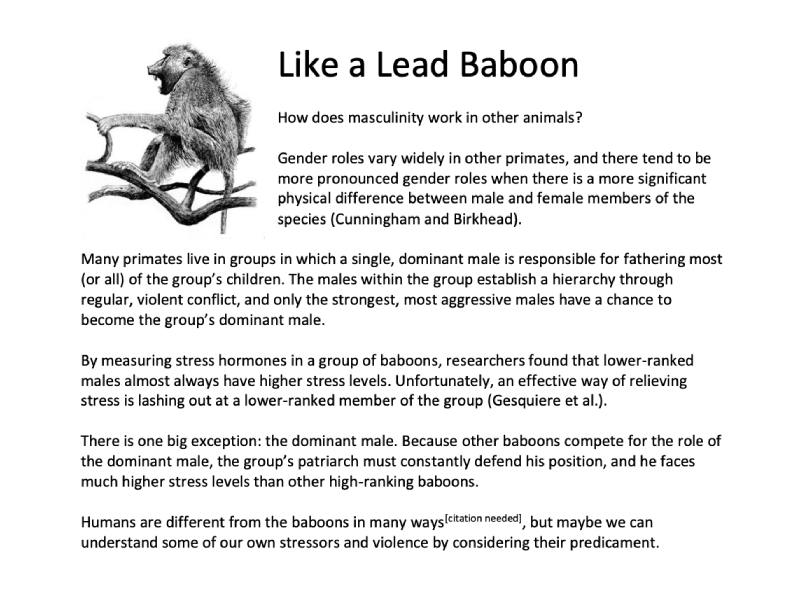 Like a Lead Baboon
How does masculinity work in other animals?
Gender roles vary widely in other primates, and there tend to be
more pronounced gender roles when there is a more significant
physical difference between male and female members of the
species (Cunningham and Birkhead).
Many primates live in groups in which a single, dominant male is responsible for fathering most
(or all) of the group's children. The males within the group establish a hierarchy through
regular, violent conflict, and only the strongest, most aggressive males have a chance to
become the group's dominant male.
By measuring stress hormones in a group of baboons, researchers found that lower-ranked
males almost always have higher stress levels. Unfortunately, an effective way of relieving
stress is lashing out at a lower-ranked member of the group (Gesquiere et al.).
There is one big exception: the dominant male. Because other baboons compete for the role of
the dominant male, the group's patriarch must constantly defend his position, and he faces
much higher stress levels than other high-ranking baboons.
Humans are different from the baboons in many ways[citation needed], but maybe we can
understand some of our own stressors and violence by considering their predicament.